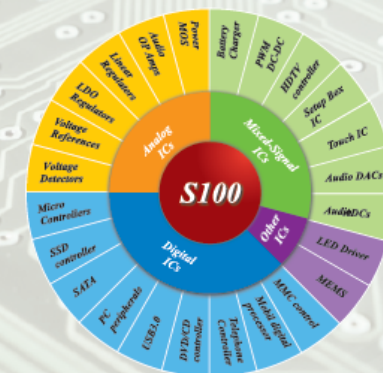 S100
Analog
ICs
Mixed-Signal
ICs
Other
ICs
Digital
ICs
Battery
Charger
PWM
DC-DC
HDTV
controller
Setup Box
IC
Touch IC
Audio DACs
AudioDCs
LED Driver
MEMS
MMC control
Mobil digital
processor
Telephone
Controller
DVD/CD
controller
USB3.0
PC
peripherals
SATA
SSD
controller
Micro
Controllers
Voltage
Detectors
Voltage
References
LDO
Regulators
Linear
Regulators
Audio
OP Amps
Power
MOS